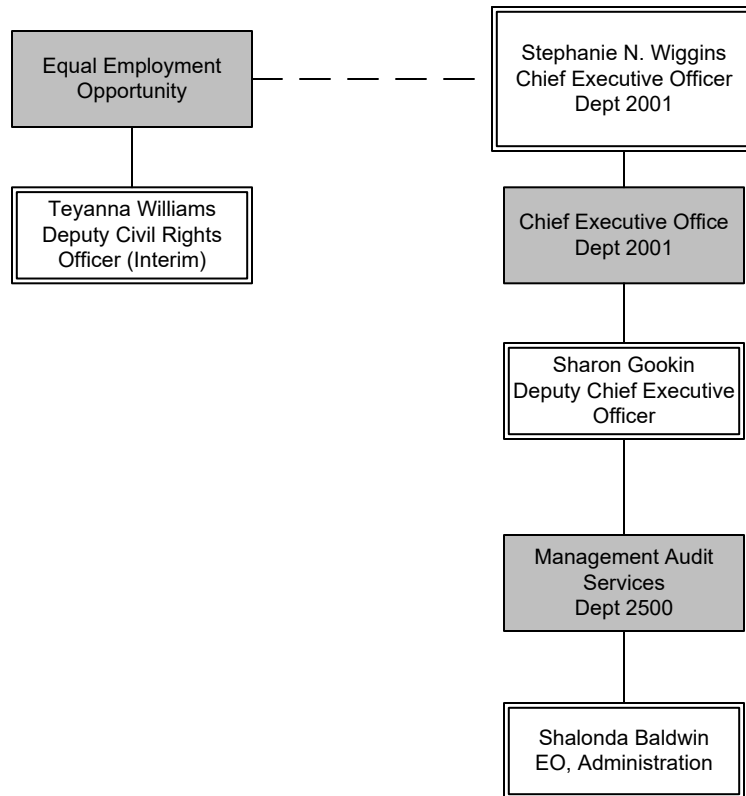 Equal Employment
Opportunity
Stephanie N. Wiggins
Chief Executive Officer
Dept 2001
Teyanna Williams
Deputy Civil Rights
Officer (Interim)
Chief Executive Office
Dept 2001
Sharon Gookin
Deputy Chief Executive
Officer
Management Audit
Services
Dept 2500
Shalonda Baldwin
EO, Administration